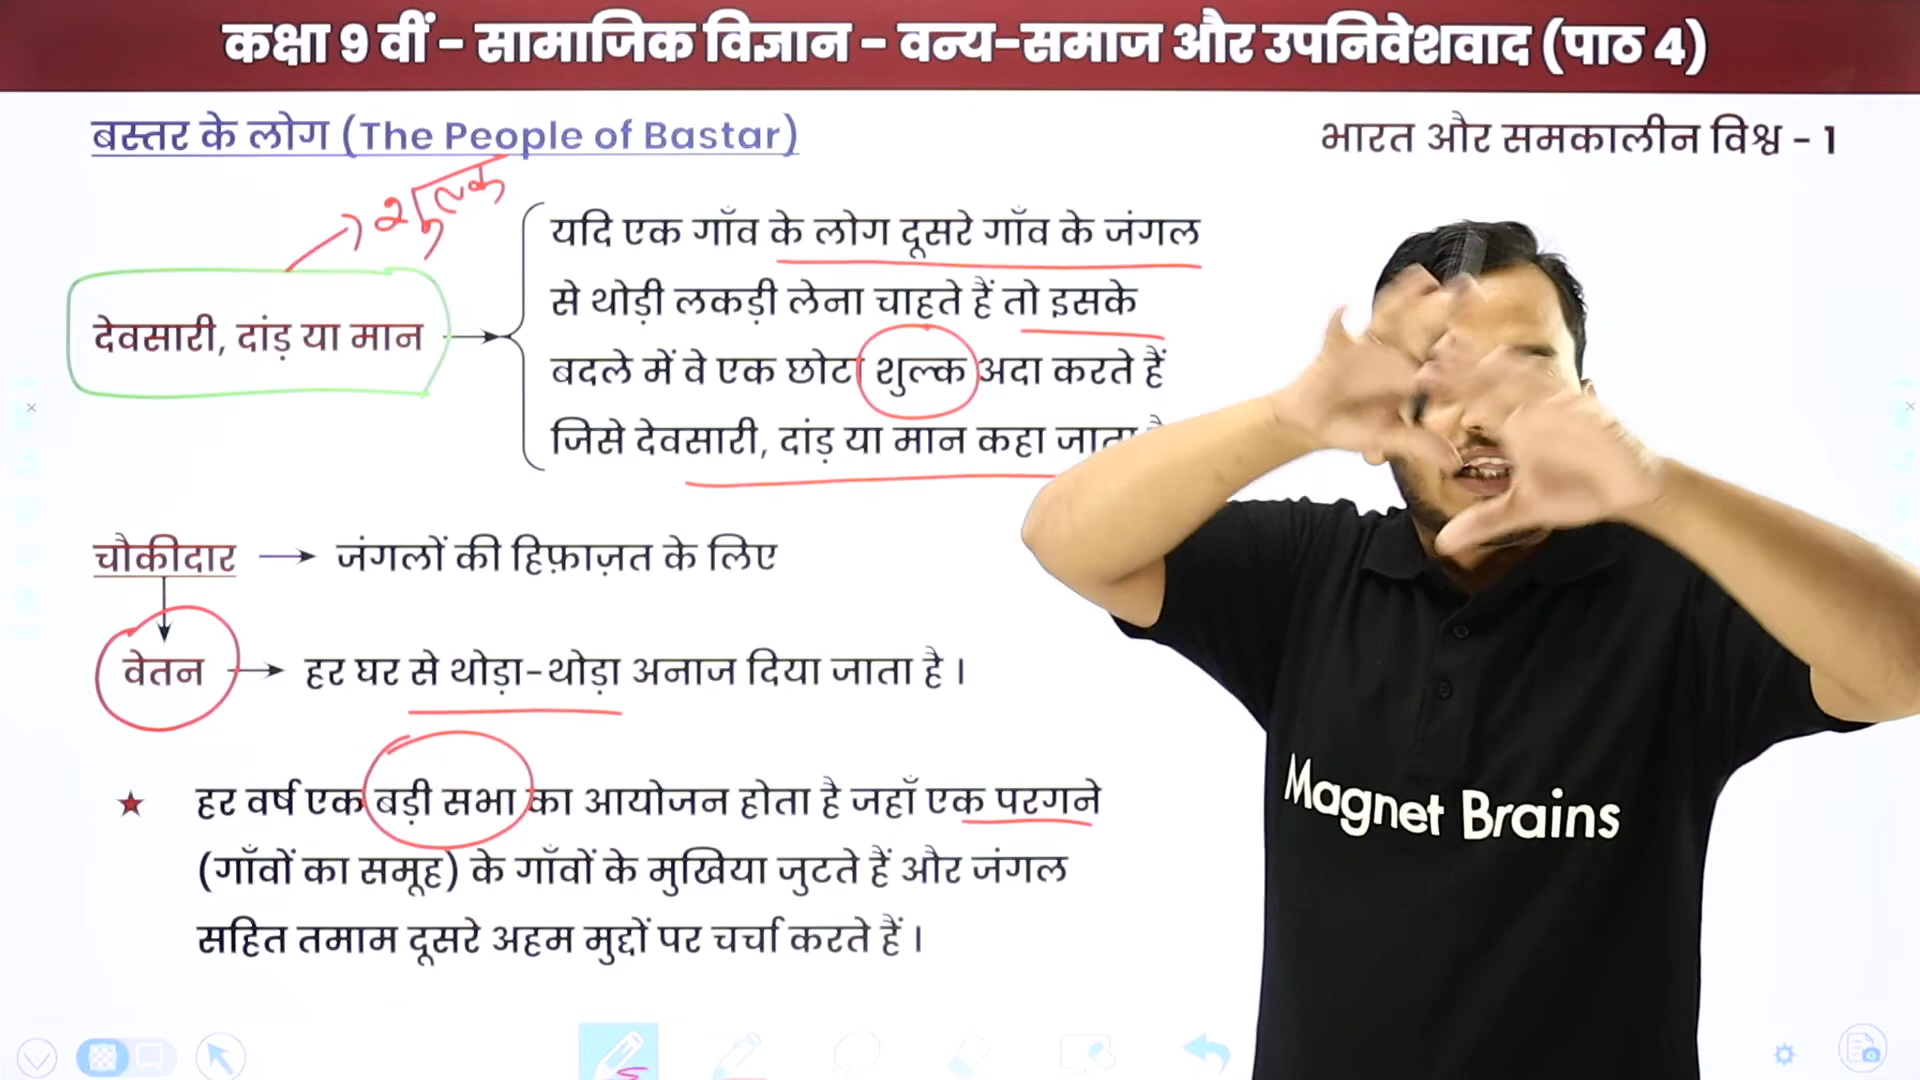 कक्षा 9 वीं - सामाजिक विज्ञान - वन्य-समाज और उपनिवेशवाद (पाठ 4)
बस्तर के लोग (The People of Bastar)
भारत और समकालीन विश्व - 1
शुल्क
यदि एक गाँव के लोग दूसरे गाँव के जंगल
से थोड़ी लकड़ी लेना चाहते हैं तो इसके
देवसारी, दांड़ या मान
बदले में वे एक छोटा शुल्क अदा करते हैं
जिसे देवसारी, दांड़ या मान कहा जाता
चौकीदार → जंगलों की हिफ़ाज़त के लिए
वेतन → हर घर से थोड़ा-थोड़ा अनाज दिया जाता है ।
★ हर वर्ष एक बड़ी सभा का आयोजन होता है जहाँ एक परगने
(गाँवों का समूह) के गाँवों के मुखिया जुटते हैं और जंगल
सहित तमाम दूसरे अहम मुद्दों पर चर्चा करते हैं ।
Magnet Brains